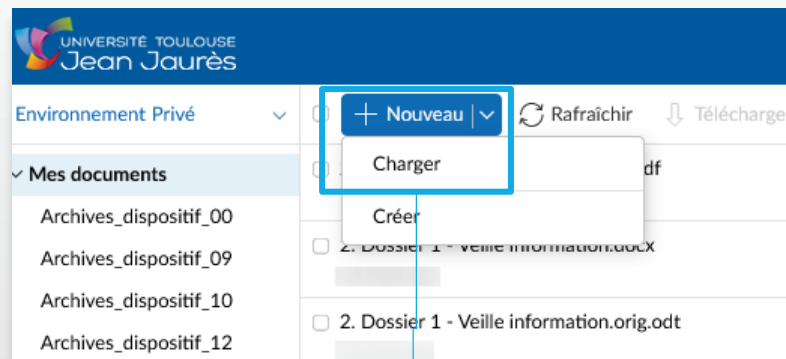 UNIVERSITÉ TOULOUSE
Jean Jaurès
Environnement Privé
Nouveau
Rafraîchir
Télécharge
Mes documents
Charger
df
Archives_dispositif_00
Créer
2. Dossier 1 - Veille information.docx
Archives_dispositif_09
Archives_dispositif_10
2. Dossier 1 - Veille information.orig.odt
Archives_dispositif_12